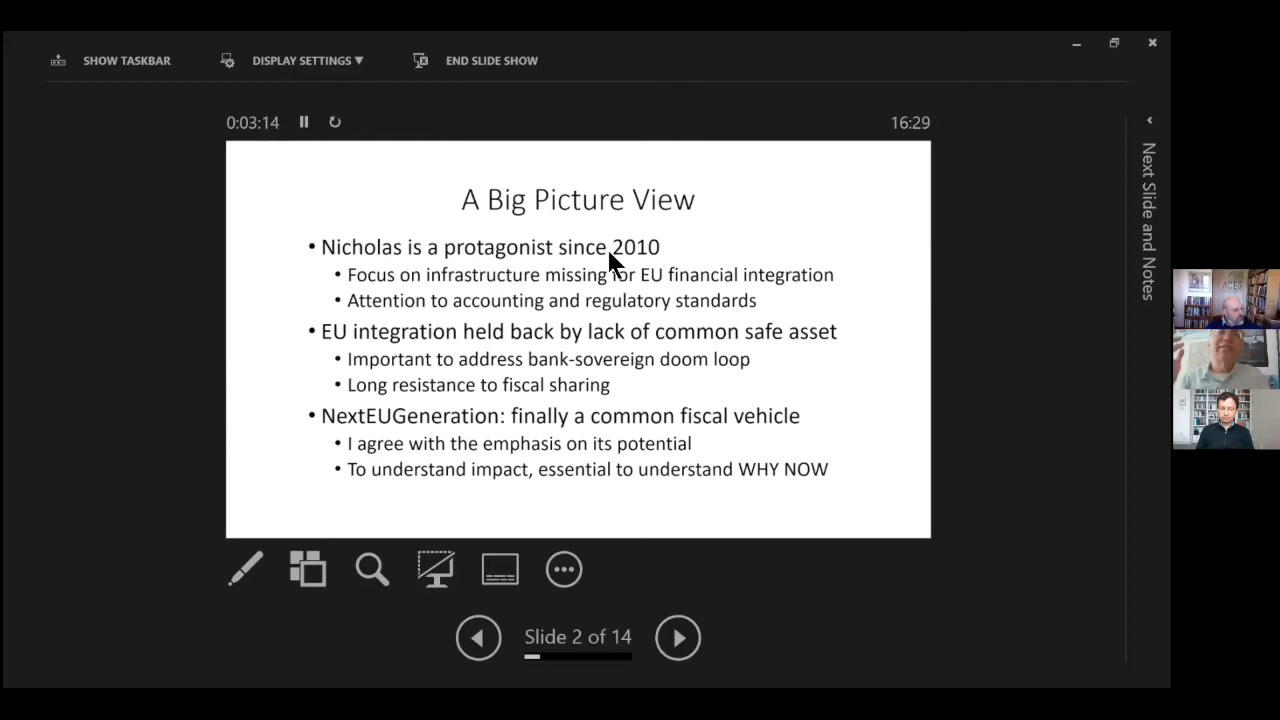 SHOW TASKBAR DISPLAY SETTINGS ▼ END SLIDE SHOW
0:03:14 16:29
A Big Picture View
• Nicholas is a protagonist since 2010
• Focus on infrastructure missing for EU financial integration
• Attention to accounting and regulatory standards
• EU integration held back by lack of common safe asset
• Important to address bank-sovereign doom loop
• Long resistance to fiscal sharing
• NextEUGeneration: finally a common fiscal vehicle
• I agree with the emphasis on its potential
• To understand impact, essential to understand WHY NOW
Slide 2 of 14
Next Slide and Notes
ACES